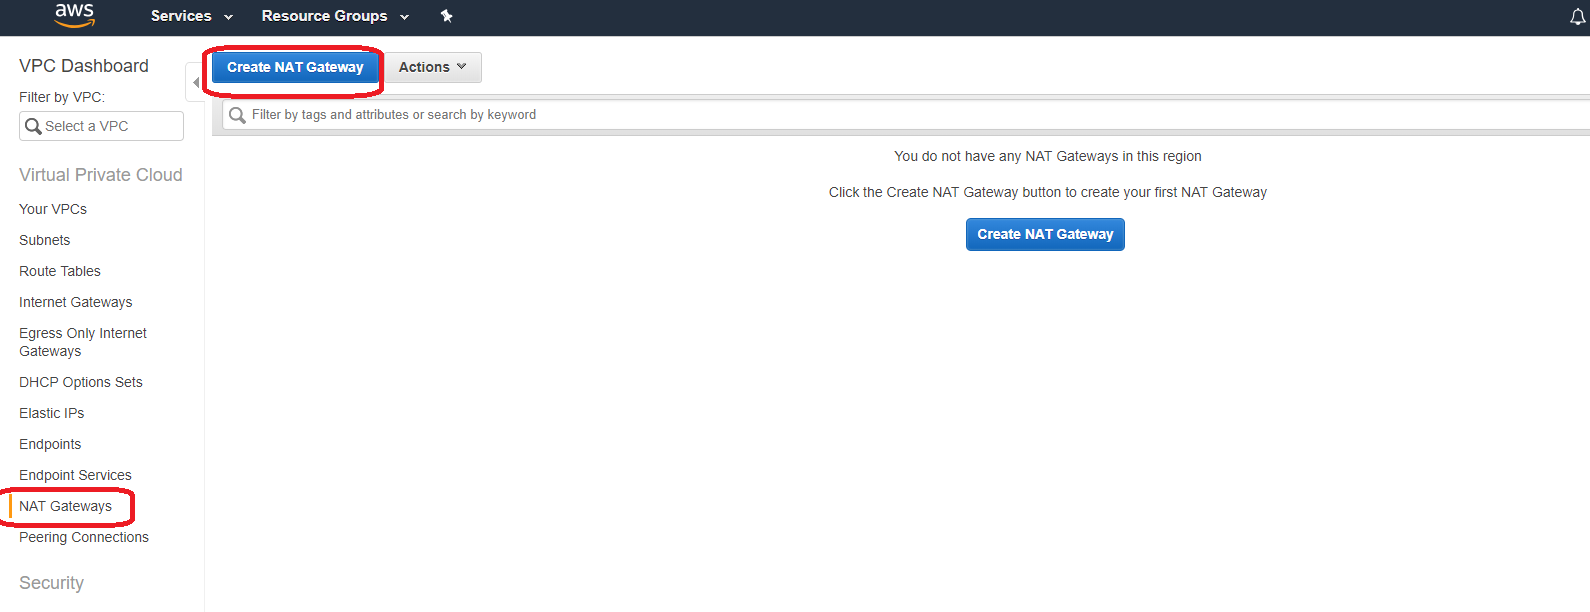 aws Services Resource Groups
VPC Dashboard
Filter by VPC:
Select a VPC
Virtual Private Cloud
Your VPCs
Subnets
Route Tables
Internet Gateways
Egress Only Internet
Gateways
DHCP Options Sets
Elastic IPs
Endpoints
Endpoint Services
NAT Gateways
Peering Connections
Security
Create NAT Gateway Actions
Filter by tags and attributes or search by keyword
You do not have any NAT Gateways in this region
Click the Create NAT Gateway button to create your first NAT Gateway
Create NAT Gateway